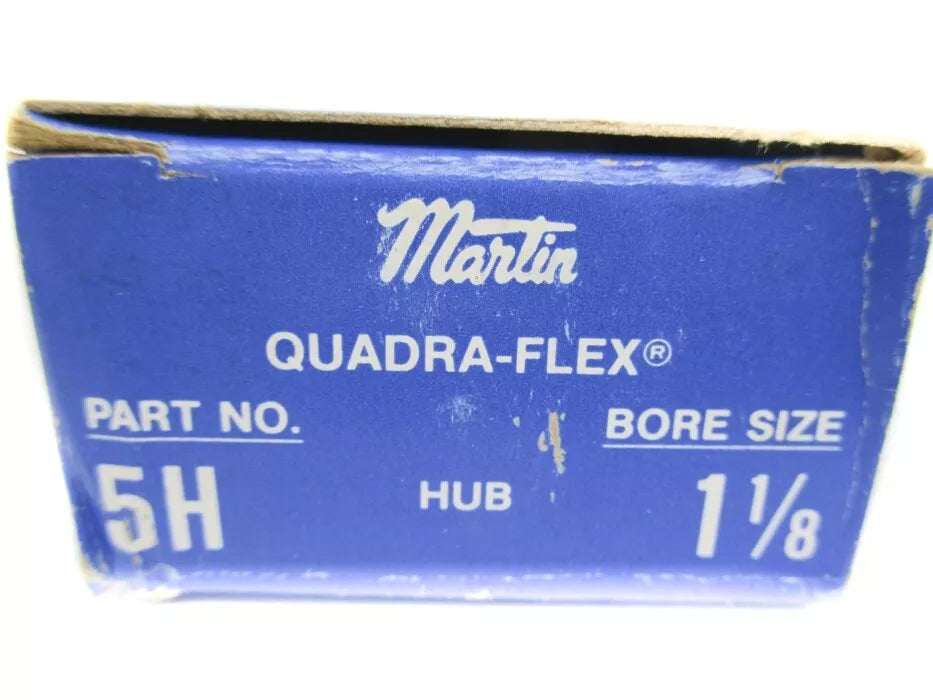 Martin
QUADRA-FLEX®
PART NO.
BORE SIZE
5H
HUB
1 1/8